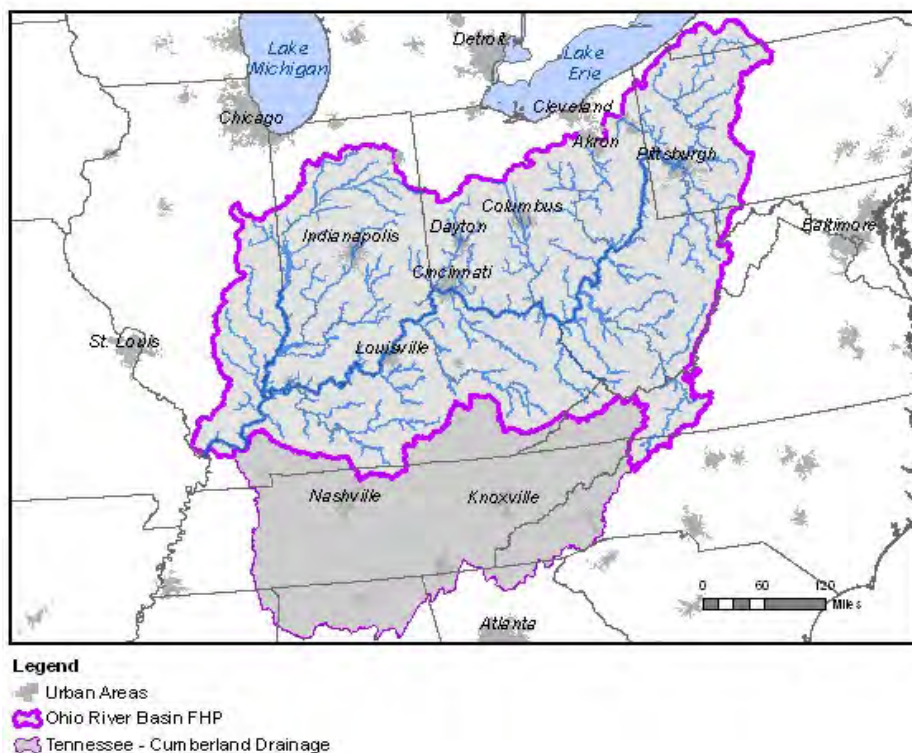 Lake
Michigan
Detroit
Lake
Erie
Chicago
Cleveland
Akron
Pittsburgh
Columbus
Dayton
Indianapolis
Baltimore
Cincinnati
St. Louis
Louisville
Nashville
Knoxville
Atlanta
0 60 120
Miles
Legend
Urban Areas
Ohio River Basin FHP
Tennessee - Cumberland Drainage